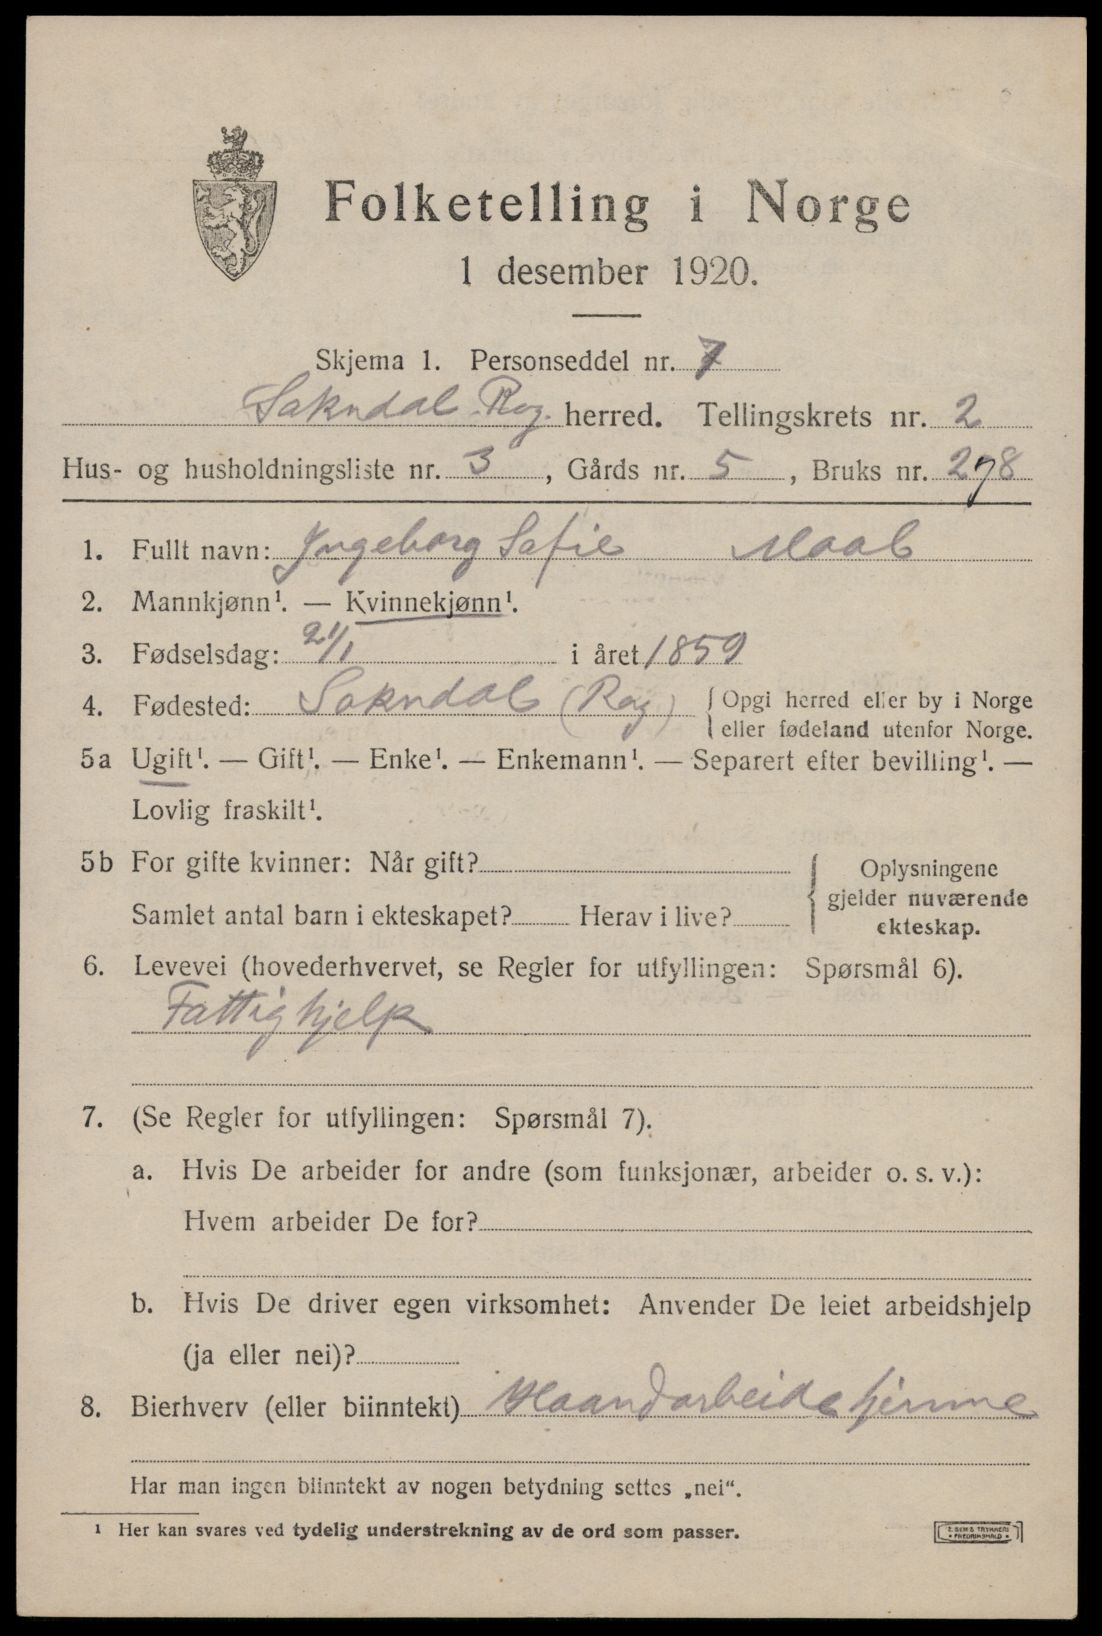 Folketelling i Norge
1 desember 1920.
Skjema 1. Personseddel nr. 7
Sokndal Rog. herred. Tellingskrets nr. 2
Hus- og husholdningsliste nr. 3, Gårds nr. 5, Bruks nr. 278
1. Fullt navn: Ingeborg Sofie
2. Mannkjønn¹. — Kvinnekjønn¹.
3. Fødselsdag: 21/1 i året 1859
4. Fødested: Sokndal (Rog) { Opgi herred eller by i Norge
eller fødeland utenfor Norge.
5a Ugift¹. — Gift¹. — Enke¹. — Enkemann¹. — Separert efter bevilling¹. —
Lovlig fraskilt¹.
5b For gifte kvinner: Når gift?
Samlet antal barn i ekteskapet? Herav i live?
{ Oplysningene
gjelder nuværende
ekteskap.
6. Levevei (hovederhvervet, se Regler for utfyllingen: Spørsmål 6).
Fattighjelp
7. (Se Regler for utfyllingen: Spørsmål 7).
a. Hvis De arbeider for andre (som funksjonær, arbeider o. s. v.):
Hvem arbeider De for?
b. Hvis De driver egen virksomhet: Anvender De leiet arbeidshjelp
(ja eller nei)?
8. Bierhverv (eller biinntekt) Haandarbeide hjemme
Har man ingen biinntekt av nogen betydning settes „nei“.
¹ Her kan svares ved tydelig understrekning av de ord som passer.